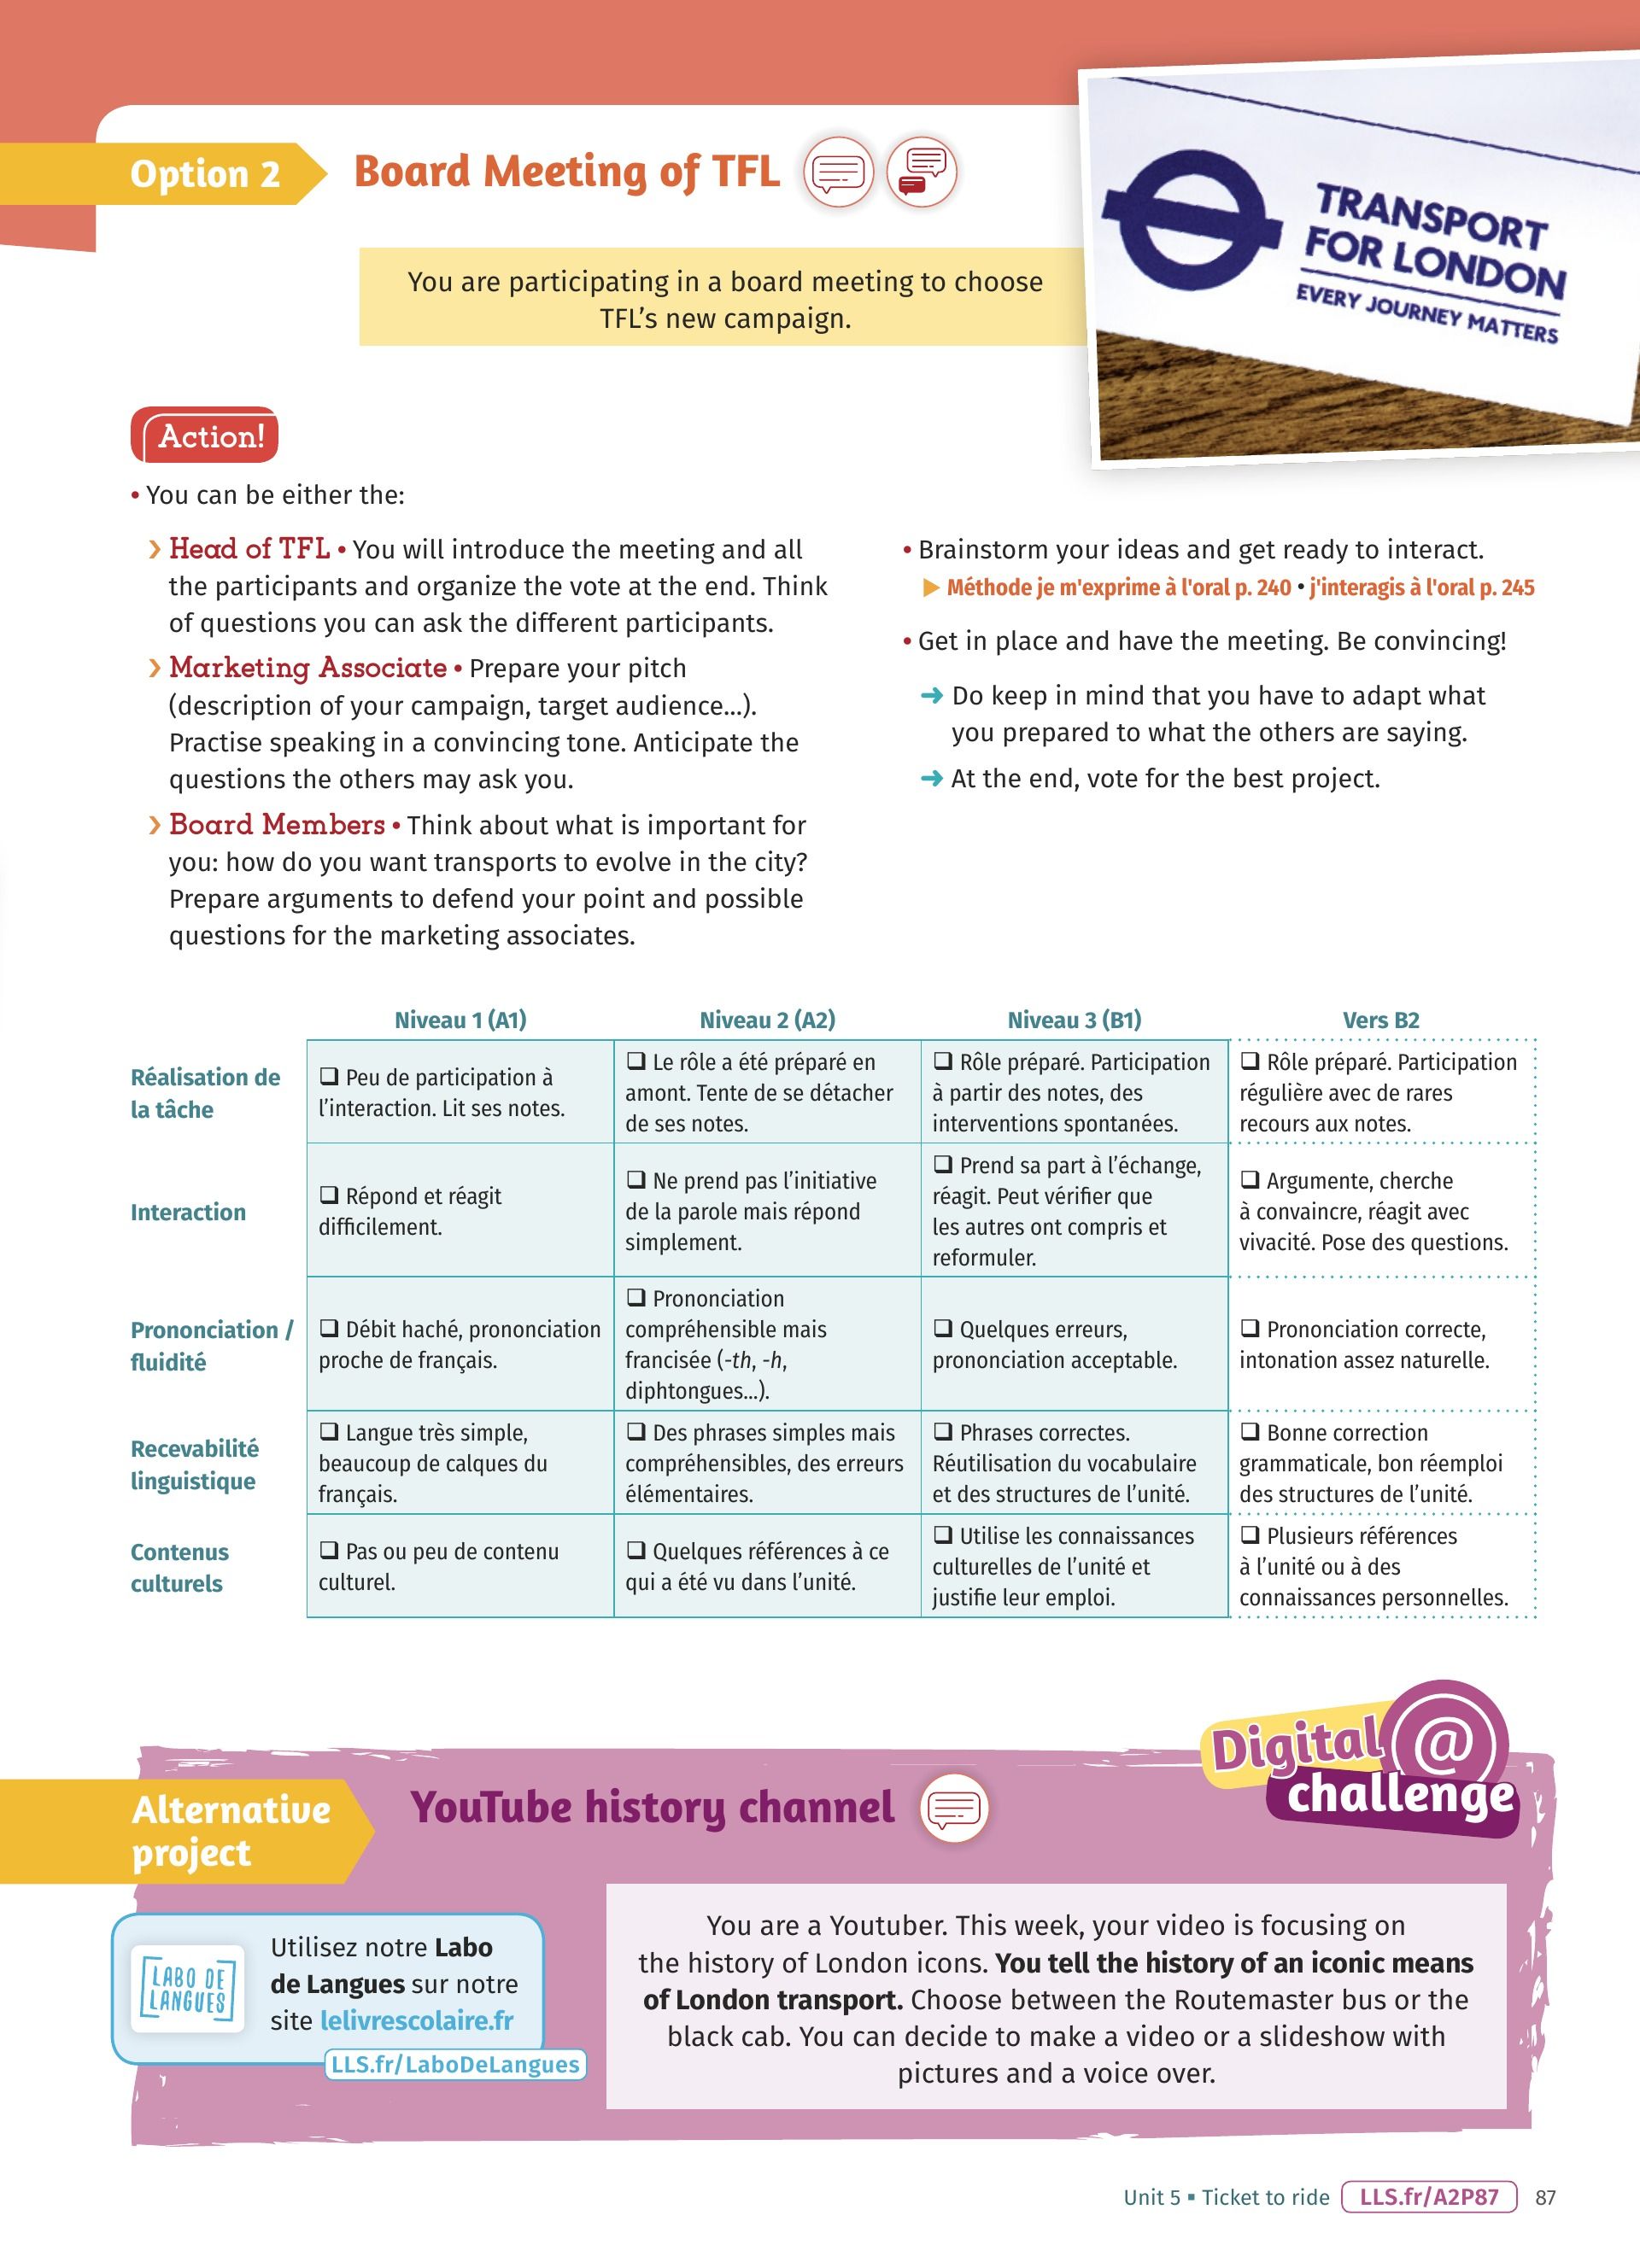 Option 2
Board Meeting of TFL
TRANSPORT
FOR LONDON
EVERY JOURNEY MATTERS
You are participating in a board meeting to choose
TFL's new campaign.
Action!
• You can be either the:
› Head of TFL • You will introduce the meeting and all
the participants and organize the vote at the end. Think
of questions you can ask the different participants.
› Marketing Associate • Prepare your pitch
(description of your campaign, target audience…).
Practise speaking in a convincing tone. Anticipate the
questions the others may ask you.
› Board Members • Think about what is important for
you: how do you want transports to evolve in the city?
Prepare arguments to defend your point and possible
questions for the marketing associates.
• Brainstorm your ideas and get ready to interact.
▶ Méthode je m'exprime à l'oral p. 240 • j'interagis à l'oral p. 245
• Get in place and have the meeting. Be convincing!
➜ Do keep in mind that you have to adapt what
you prepared to what the others are saying.
➜ At the end, vote for the best project.
Niveau 1 (A1)
Niveau 2 (A2)
Niveau 3 (B1)
Vers B2
Réalisation de
la tâche
❑ Peu de participation à
l'interaction. Lit ses notes.
❑ Le rôle a été préparé en
amont. Tente de se détacher
de ses notes.
❑ Rôle préparé. Participation
à partir des notes, des
interventions spontanées.
❑ Rôle préparé. Participation
régulière avec de rares
recours aux notes.
Interaction
❑ Répond et réagit
difficilement.
❑ Ne prend pas l'initiative
de la parole mais répond
simplement.
❑ Prend sa part à l'échange,
réagit. Peut vérifier que
les autres ont compris et
reformuler.
❑ Argumente, cherche
à convaincre, réagit avec
vivacité. Pose des questions.
Prononciation /
fluidité
❑ Débit haché, prononciation
proche de français.
❑ Prononciation
compréhensible mais
francisée (-th, -h,
diphtongues…).
❑ Quelques erreurs,
prononciation acceptable.
❑ Prononciation correcte,
intonation assez naturelle.
Recevabilité
linguistique
❑ Langue très simple,
beaucoup de calques du
français.
❑ Des phrases simples mais
compréhensibles, des erreurs
élémentaires.
❑ Phrases correctes.
Réutilisation du vocabulaire
et des structures de l'unité.
❑ Bonne correction
grammaticale, bon réemploi
des structures de l'unité.
Contenus
culturels
❑ Pas ou peu de contenu
culturel.
❑ Quelques références à ce
qui a été vu dans l'unité.
❑ Utilise les connaissances
culturelles de l'unité et
justifie leur emploi.
❑ Plusieurs références
à l'unité ou à des
connaissances personnelles.
Digital @
challenge
Alternative
project
YouTube history channel
LABO DE
LANGUES
Utilisez notre Labo
de Langues sur notre
site lelivrescolaire.fr
LLS.fr/LaboDeLangues
You are a Youtuber. This week, your video is focusing on
the history of London icons. You tell the history of an iconic means
of London transport. Choose between the Routemaster bus or the
black cab. You can decide to make a video or a slideshow with
pictures and a voice over.
Unit 5 ▪ Ticket to ride LLS.fr/A2P87 87